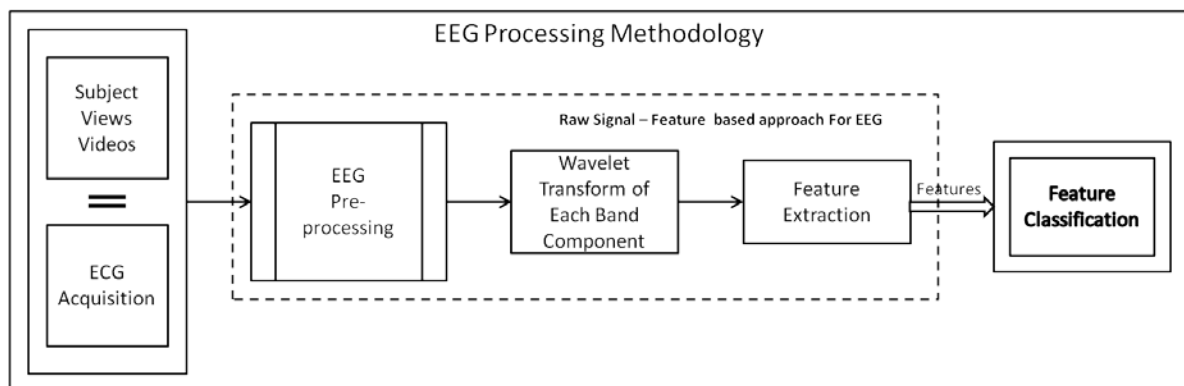 EEG Processing Methodology
Subject
Views
Videos
=
ECG
Acquisition
Raw Signal – Feature based approach For EEG
EEG
Pre-
processing
Wavelet
Transform of
Each Band
Component
Feature
Extraction
Features
Feature
Classification